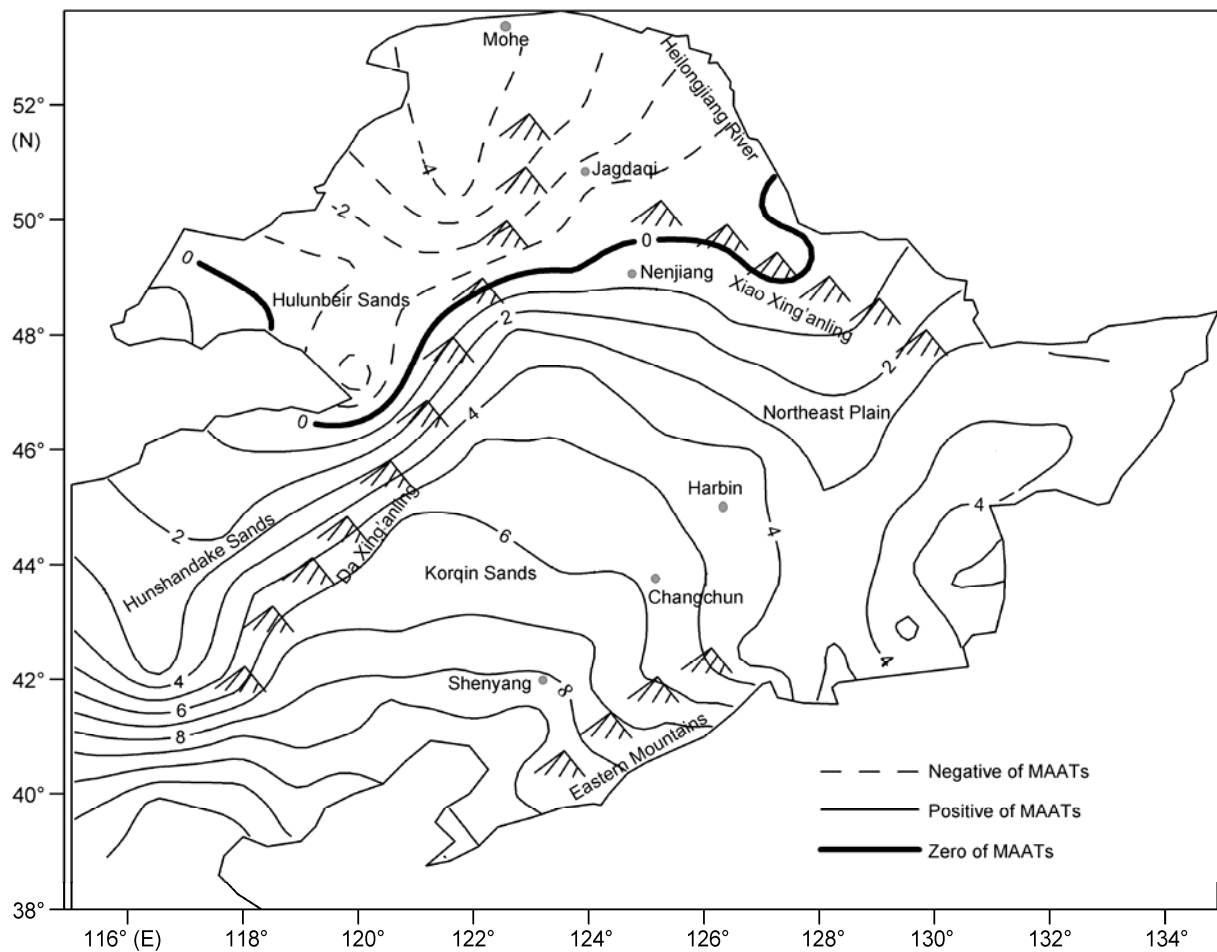 Mohe
Heilongjiang River
52°
(N)
4
Jagdaqi
50°
-2
0
0
Nenjiang
Hulunbeir Sands
Xiao Xing'anling
48°
2
2
0
4
Northeast Plain
46°
Harbin
4
4
2
6
Hunshandake Sands
Da Xing'anling
44°
Korqin Sands
Changchun
4
42°
4
Shenyang
8
6
8
Eastern Mountains
40°
Negative of MAATs
Positive of MAATs
Zero of MAATs
38°
116° (E)
118°
120°
122°
124°
126°
128°
130°
132°
134°